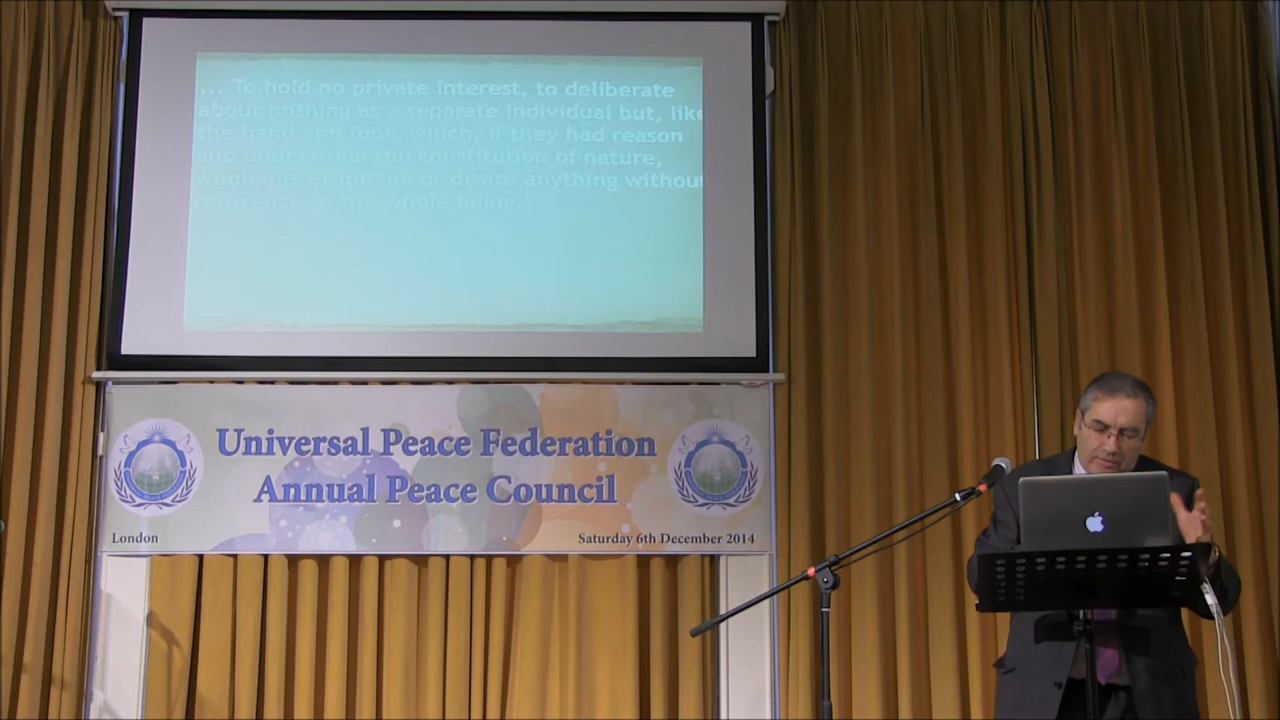 ... To hold no private interest, to deliberate
about nothing as a separate individual but, like
the hand and foot, which, if they had reason
and understood the constitution of nature,
would never pursue or desire anything without
reference to the whole being.'
Universal Peace Federation
Annual Peace Council
London
Saturday 6th December 2014